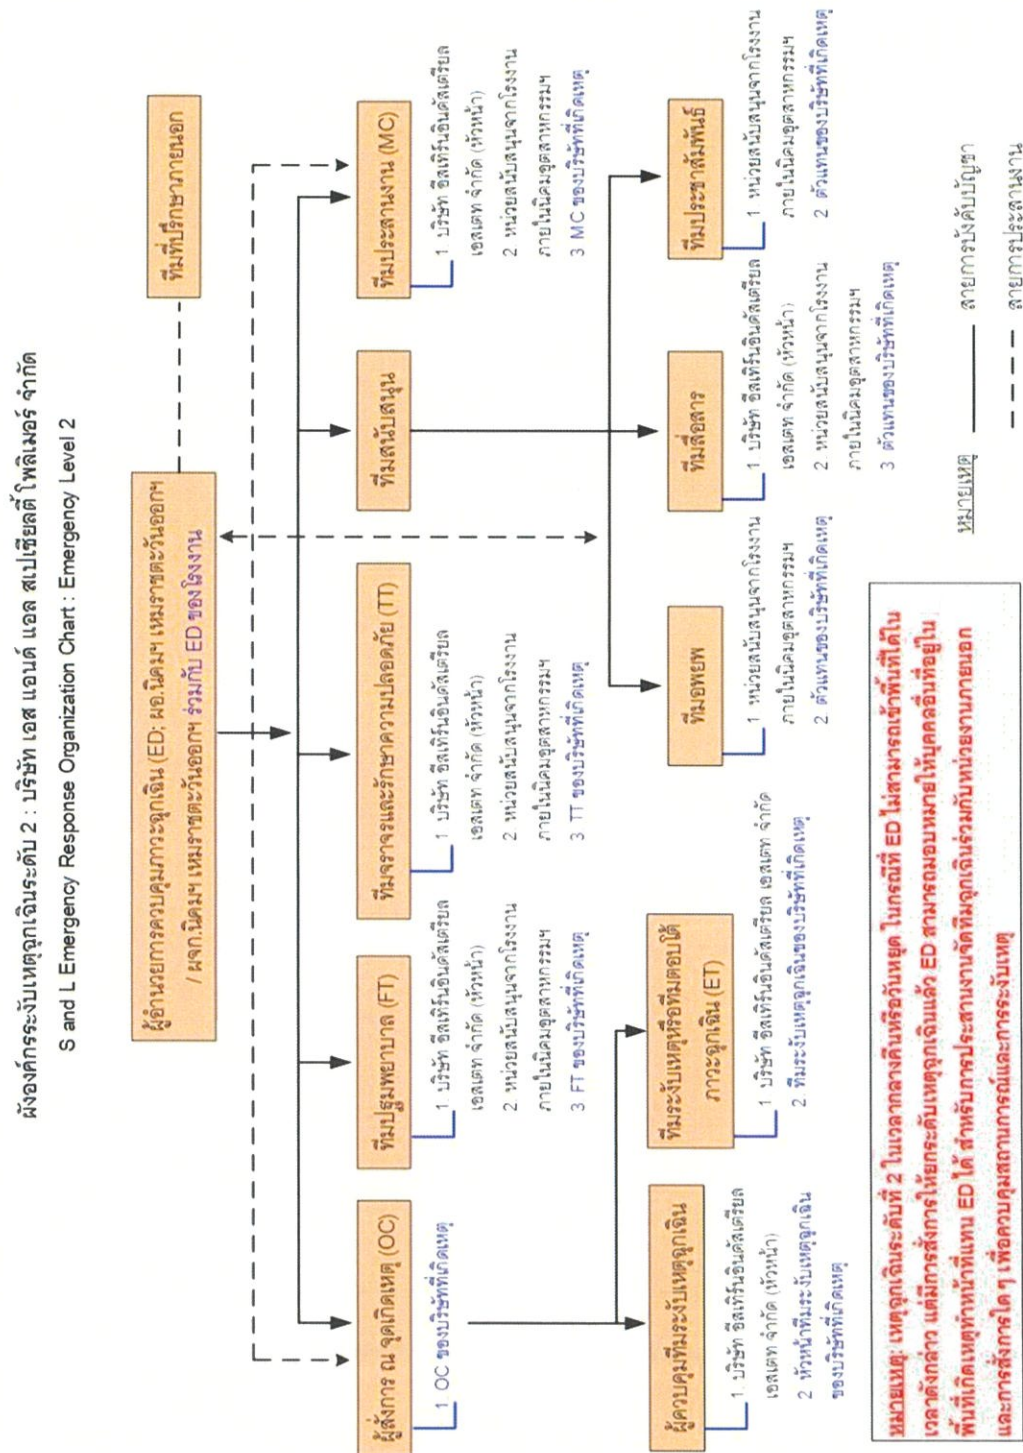 ผังองค์กรระงับเหตุฉุกเฉินระดับ 2 : บริษัท เอส แอนด์ แอล สเปเชียลตี้ โพลิเมอร์ จำกัด
S and L Emergency Response Organization Chart : Emergency Level 2
ผู้อำนวยการควบคุมภาวะฉุกเฉิน (ED: ผอ.นิคมฯ เหมราชตะวันออกฯ
/ ผจก.นิคมฯ เหมราชตะวันออกฯ ร่วมกับ ED ของโรงงาน
ทีมที่ปรึกษาภายนอก
ผู้สั่งการ ณ จุดเกิดเหตุ (OC)
1 OC ของบริษัทที่เกิดเหตุ
ทีมปฐมพยาบาล (FT)
1. บริษัท อีสเทิร์นอินดัสเตรียล
เอสเตท จำกัด (หัวหน้า)
2 หน่วยสนับสนุนจากโรงงาน
ภายในนิคมอุตสาหกรรมฯ
3 FT ของบริษัทที่เกิดเหตุ
ทีมจราจรและรักษาความปลอดภัย (TT)
1 บริษัท อีสเทิร์นอินดัสเตรียล
เอสเตท จำกัด (หัวหน้า)
2 หน่วยสนับสนุนจากโรงงาน
ภายในนิคมอุตสาหกรรมฯ
3 TT ของบริษัทที่เกิดเหตุ
ทีมสนับสนุน
ทีมประสานงาน (MC)
1 บริษัท อีสเทิร์นอินดัสเตรียล
เอสเตท จำกัด (หัวหน้า)
2 หน่วยสนับสนุนจากโรงงาน
ภายในนิคมอุตสาหกรรมฯ
3 MC ของบริษัทที่เกิดเหตุ
ผู้ควบคุมทีมระงับเหตุฉุกเฉิน
1. บริษัท อีสเทิร์นอินดัสเตรียล
เอสเตท จำกัด (หัวหน้า)
2 หัวหน้าทีมระงับเหตุฉุกเฉิน
ของบริษัทที่เกิดเหตุ
ทีมระงับเหตุหรือทีมตอบโต้
ภาวะฉุกเฉิน (ET)
1 บริษัท อีสเทิร์นอินดัสเตรียล เอสเตท จำกัด
2. ทีมระงับเหตุฉุกเฉินของบริษัทที่เกิดเหตุ
ทีมอพยพ
1 หน่วยสนับสนุนจากโรงงาน
ภายในนิคมอุตสาหกรรมฯ
2 ตัวแทนของบริษัทที่เกิดเหตุ
ทีมสื่อสาร
1 บริษัท อีสเทิร์นอินดัสเตรียล
เอสเตท จำกัด (หัวหน้า)
2. หน่วยสนับสนุนจากโรงงาน
ภายในนิคมอุตสาหกรรมฯ
3 ตัวแทนของบริษัทที่เกิดเหตุ
ทีมประชาสัมพันธ์
1 หน่วยสนับสนุนจากโรงงาน
ภายในนิคมอุตสาหกรรมฯ
2 ตัวแทนของบริษัทที่เกิดเหตุ
หมายเหตุ: เหตุฉุกเฉินระดับที่ 2 ในเวลากลางคืนหรือวันหยุด ในกรณีที่ ED ไม่สามารถเข้าพื้นที่ได้ใน
เวลาดังกล่าว แต่มีการสั่งการให้ยกระดับเหตุฉุกเฉินแล้ว ED สามารถมอบหมายให้บุคคลอื่นที่อยู่ใน
พื้นที่เกิดเหตุทำหน้าที่แทน ED ได้ สำหรับการประสานงานจัดทีมฉุกเฉินร่วมกับหน่วยงานภายนอก
และการสั่งการใด ๆ เพื่อควบคุมสถานการณ์และการระงับเหตุ
หมายเหตุ
สายการบังคับบัญชา
สายการประสานงาน